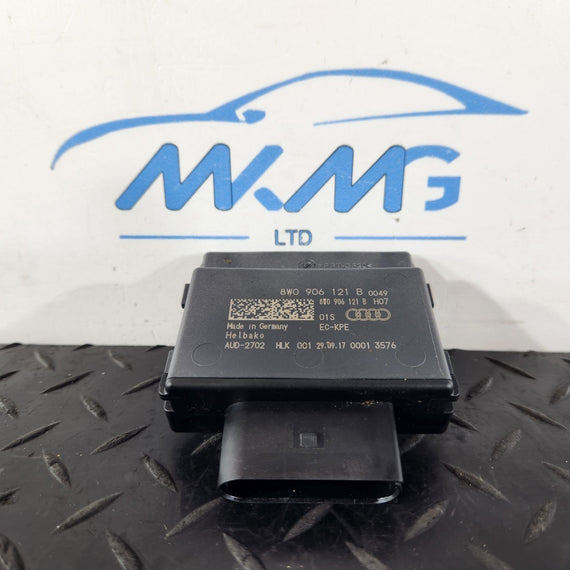 MKMG
LTD
8W0 906 121 B 0049
8W0 906 121 B H07
01S
Made in Germany EC-KPE
Helbako
AUD-2702 HLK 001 29.09.17 0001 3576